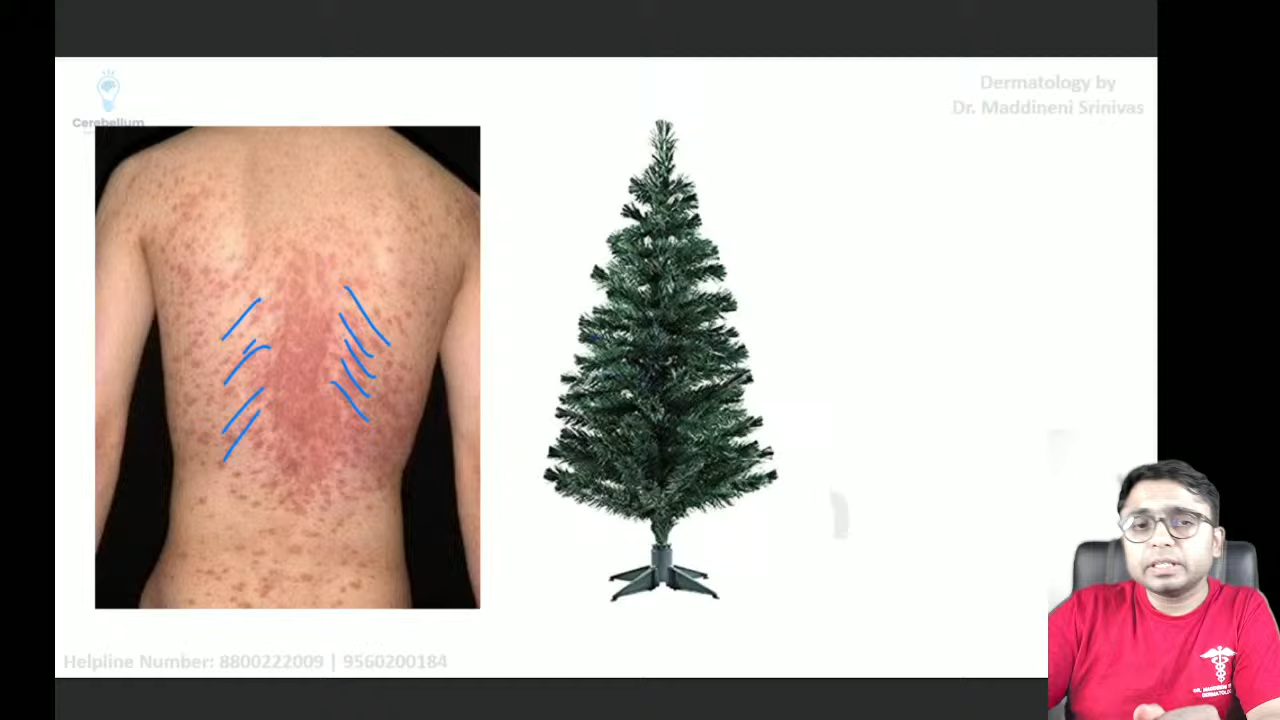 Cerebellum
Dermatology by
Dr. Maddineni Srinivas
Helpline Number: 8800222009 | 9560200184